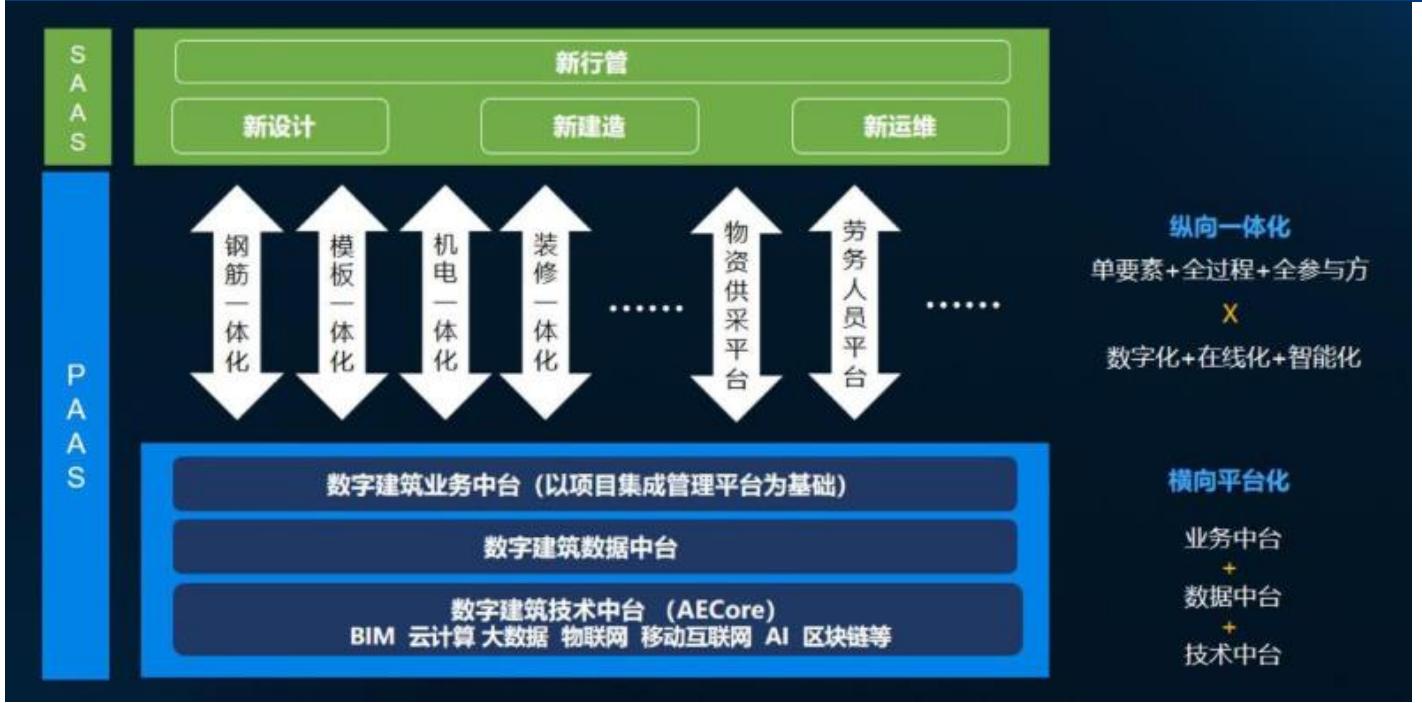 SAAS
新行管
新设计
新建造
新运维
PAAS
钢筋一体化
模板一体化
机电一体化
装修一体化
……
物资供采平台
劳务人员平台
……
纵向一体化
单要素+全过程+全参与方
X
数字化+在线化+智能化
数字建筑业务中台（以项目集成管理平台为基础）
数字建筑数据中台
数字建筑技术中台 （AECore）
BIM 云计算 大数据 物联网 移动互联网 AI 区块链等
横向平台化
业务中台
+
数据中台
+
技术中台